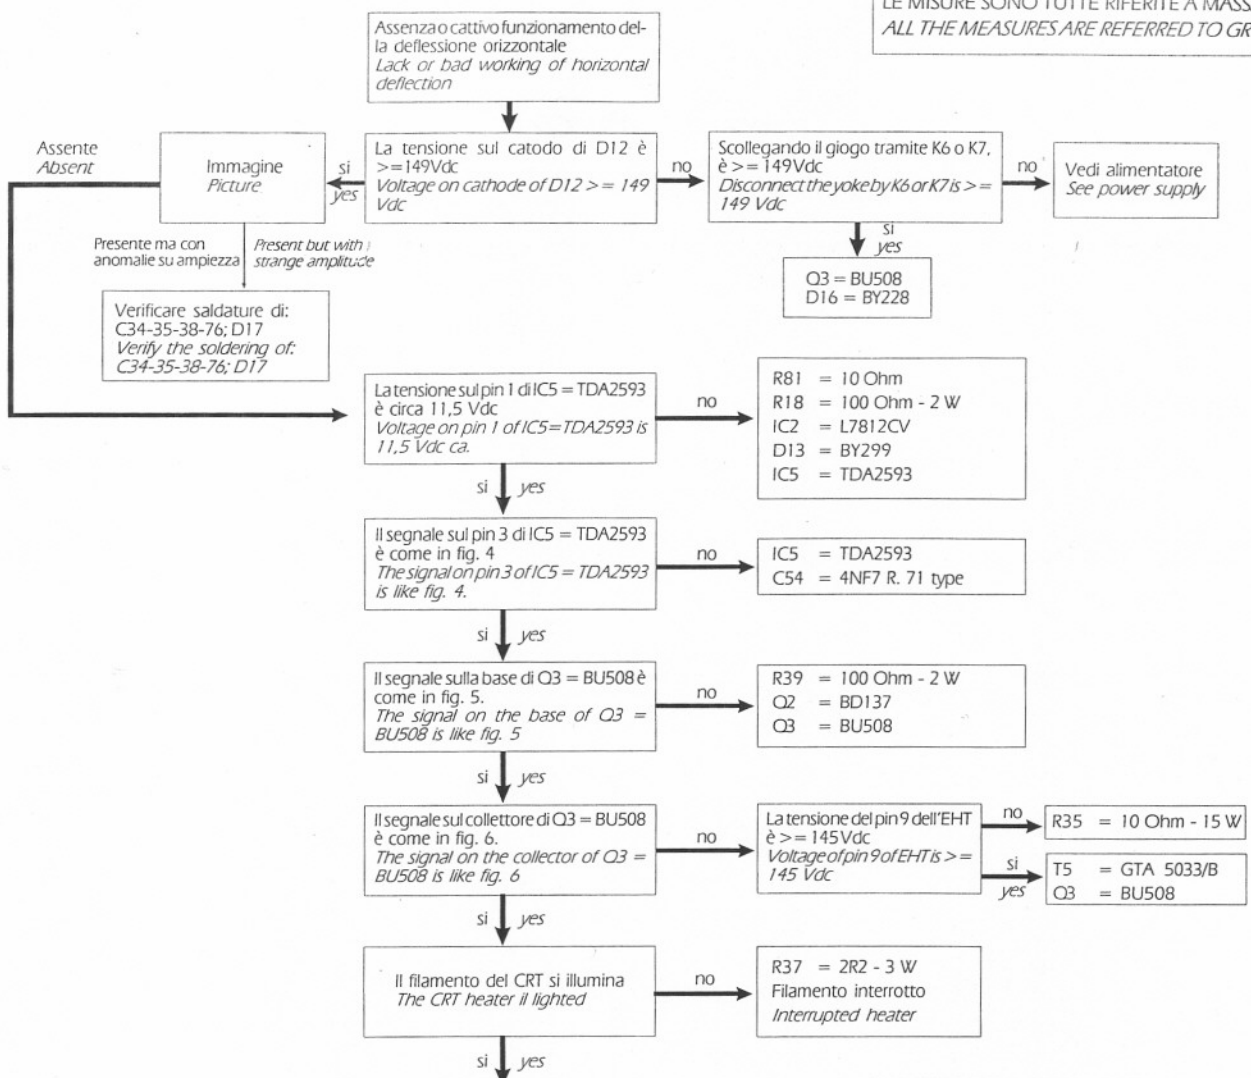 LE MISURE SONO TUTTE RIFERITE A MASS
ALL THE MEASURES ARE REFERRED TO GR
Assenza o cattivo funzionamento del-
la deflessione orizzontale
Lack or bad working of horizontal
deflection
Assente
Absent
Immagine
Picture
si
yes
La tensione sul catodo di D12 è
>=149Vdc
Voltage on cathode of D12 >= 149
Vdc
no
Scollegando il giogo tramite K6 o K7,
è >=149Vdc
Disconnect the yoke by K6 or K7 is >=
149 Vdc
no
Vedi alimentatore
See power supply
Presente ma con
anomalie su ampiezza
Present but with
strange amplitude
si
yes
Q3 = BU508
D16 = BY228
Verificare saldature di:
C34-35-38-76; D17
Verify the soldering of:
C34-35-38-76; D17
La tensione sul pin 1 di IC5 = TDA2593
è circa 11,5 Vdc
Voltage on pin 1 of IC5=TDA2593 is
11,5 Vdc ca.
no
R81 = 10 Ohm
R18 = 100 Ohm - 2 W
IC2 = L7812CV
D13 = BY299
IC5 = TDA2593
si yes
Il segnale sul pin 3 di IC5 = TDA2593
è come in fig. 4
The signal on pin 3 of IC5 = TDA2593
is like fig. 4.
no
IC5 = TDA2593
C54 = 4NF7 R. 71 type
si yes
Il segnale sulla base di Q3 = BU508 è
come in fig. 5.
The signal on the base of Q3 =
BU508 is like fig. 5
no
R39 = 100 Ohm - 2 W
Q2 = BD137
Q3 = BU508
si yes
Il segnale sul collettore di Q3 = BU508
è come in fig. 6.
The signal on the collector of Q3 =
BU508 is like fig. 6
no
La tensione del pin 9 dell'EHT
è >= 145Vdc
Voltage of pin 9 of EHT is >=
145 Vdc
no
R35 = 10 Ohm - 15 W
si
yes
T5 = GTA 5033/B
Q3 = BU508
si yes
Il filamento del CRT si illumina
The CRT heater il lighted
no
R37 = 2R2 - 3 W
Filamento interrotto
Interrupted heater
si yes